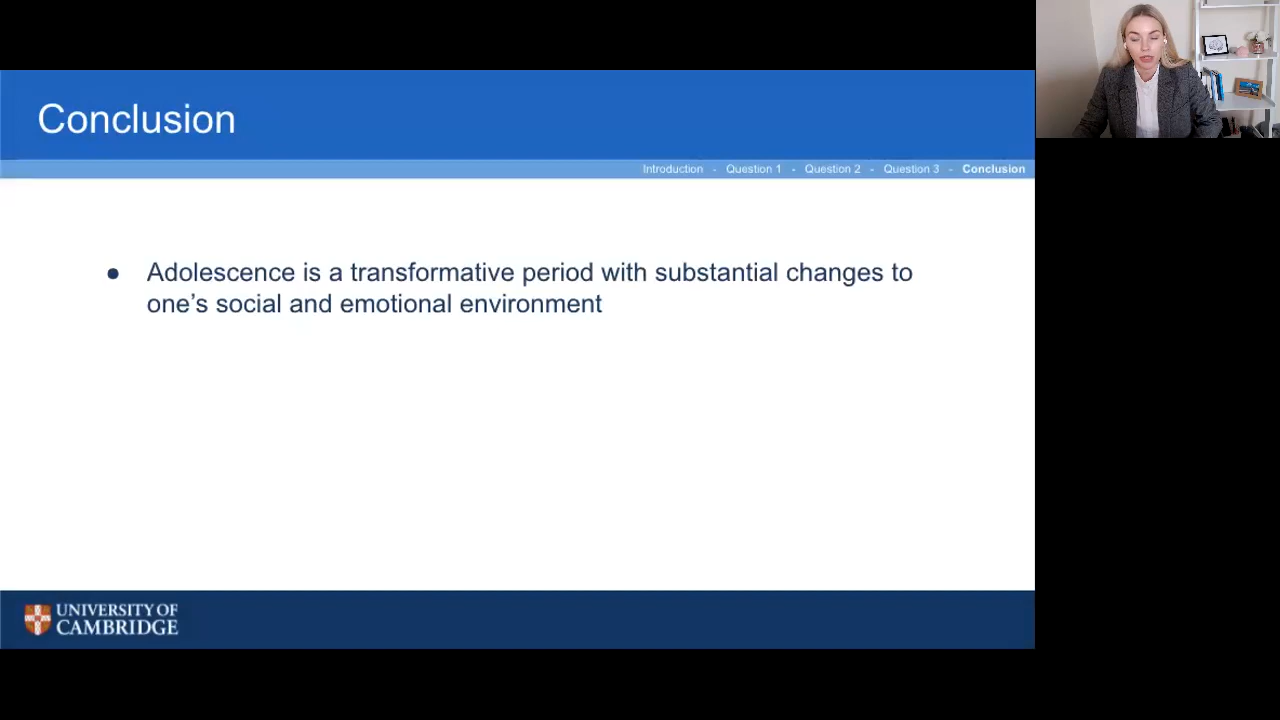 Conclusion
Introduction - Question 1 - Question 2 - Question 3 - Conclusion
● Adolescence is a transformative period with substantial changes to
one’s social and emotional environment
UNIVERSITY OF
CAMBRIDGE